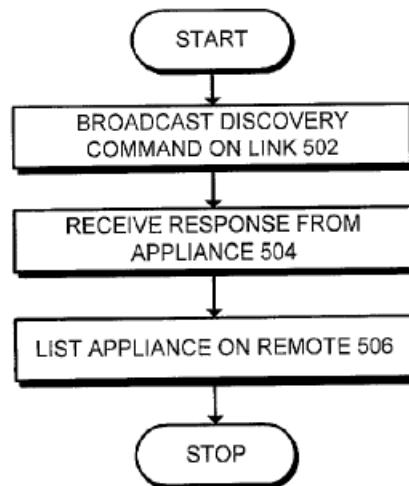 START
BROADCAST DISCOVERY
COMMAND ON LINK 502
RECEIVE RESPONSE FROM
APPLIANCE 504
LIST APPLIANCE ON REMOTE 506
STOP